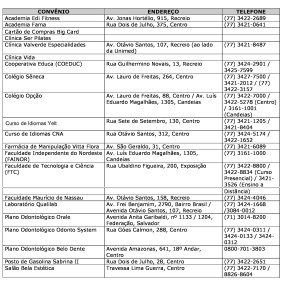 CONVÊNIO ENDEREÇO TELEFONE
Academia Edi Fitness Av. Jonas Hortélio, 915, Recreio (77) 3422-2689
Academia Fama Rua Dois de Julho, 375, Centro (77) 3421-0641
Cartão de Compras Big Card
Clínica Ser Pilates
Clínica Valverde Especialidades Av. Otávio Santos, 107, Recreio (ao lado (77) 3421-8487
da Unimed)
Clínica Vida
Cooperativa Educa (COEDUC) Rua Guilhermino Novais, 13, Recreio (77) 3424-2901 /
3425-7599
Colégio Sêneca Av. Lauro de Freitas, 264, Centro (77) 3427-7500 /
3421-2012 / (77)
3422-3157
Colégio Opção Av. Lauro de Freitas, 88, Centro / Av. Luís (77) 3422-7000 /
Eduardo Magalhães, 1305, Candeias 3422-5278 (Centro)
/ 3161-1001
(Candeias)
Curso de Idiomas Yell Rua Sete de Setembro, 130, Centro (77) 3421-1205 /
3421-8404
Curso de Idiomas CNA Rua Otávio Santos, 312, Centro (77) 3424-5174 /
3422-1652
Farmácia de Manipulação Vitta Flora Av. São Geraldo, 31, Centro (77) 3421-6089
Faculdade Independente do Nordeste Av. Luís Eduardo Magalhães, 1305, (77) 3161-1000
(FAINOR) Candeias
Faculdade de Tecnologia e Ciência Rua Ubaldino Figueira, 200, Exposição (77) 3422-8800 /
(FTC) 3422-8834 (Curso
Presencial) / 3421-
3526 (Ensino a
Distância)
Faculdade Maurício de Nassau Av. Otávio Santos, 158, Recreio (77) 3424-4046
Laboratório Qualilab Av. Frei Benjamim, 2790, Bairro Brasil / (77) 3424-1668
Avenida Otávio Santos, 107, Recreio /3084-0012
Plano Odontológico Orale Avenida Anita Garibaldi, nº 1133 / 1204, (71) 3014-8200
Federação, Salvador
Plano Odontológico Odonto System Rua Góes Calmon, 288, Centro (77) 3424-0311 /
3424-0133 / 3424-
0312
Plano Odontológico Belo Dente Avenida Amazonas, 641, 18º Andar, 0800-701-3803
Centro
Posto de Gasolina Sabrina II Rua Dois de Julho, 28, Centro (77) 3422-2651
Salão Bela Estética Travessa Lima Guerra, Centro (77) 3422-7170 /
8826-8604